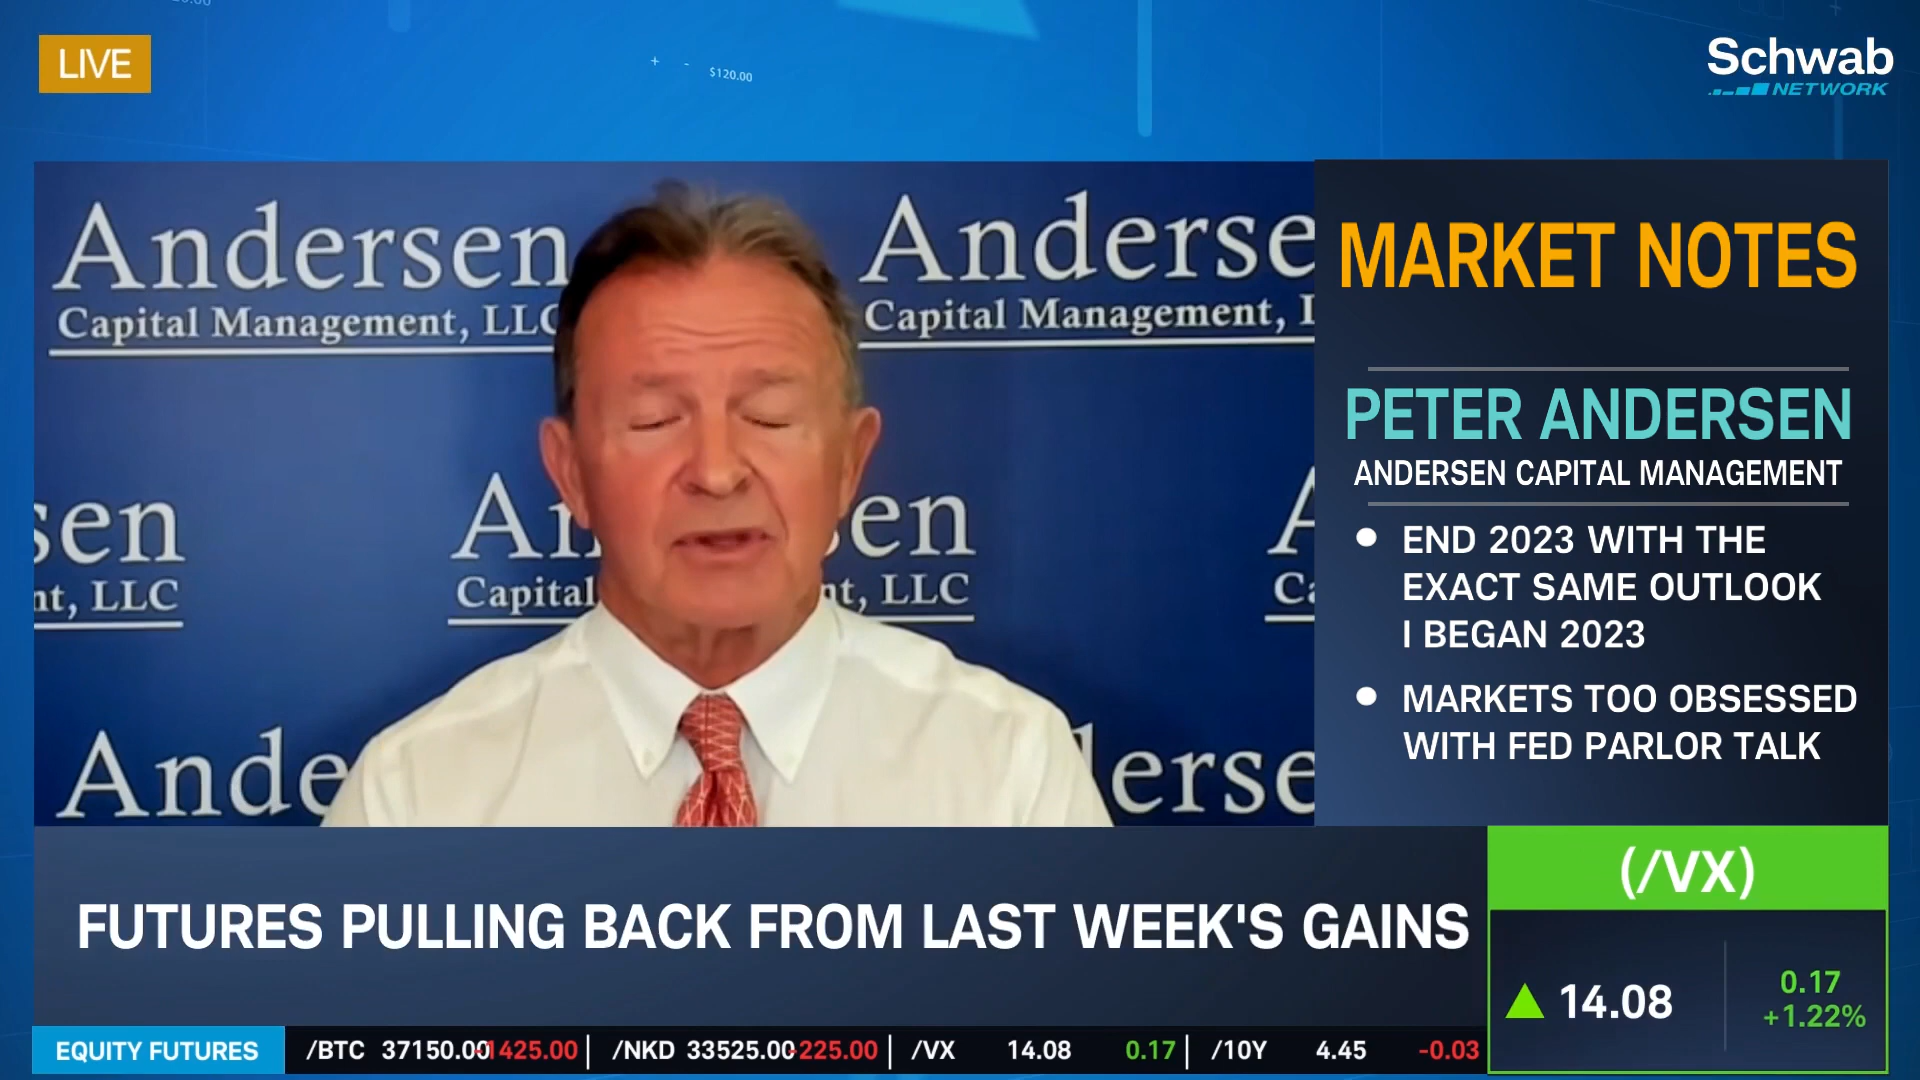 LIVE
$120.00
Schwab
NETWORK
Andersen
Capital Management, LLC
Anderse
Capital Management, L
sen
nt, LLC
An
en
Capital
nt, LLC
A
Ca
Ande
erse
MARKET NOTES
PETER ANDERSEN
ANDERSEN CAPITAL MANAGEMENT
• END 2023 WITH THE
EXACT SAME OUTLOOK
I BEGAN 2023
• MARKETS TOO OBSESSED
WITH FED PARLOR TALK
FUTURES PULLING BACK FROM LAST WEEK'S GAINS
(/VX)
14.08
0.17
+1.22%
EQUITY FUTURES /BTC 37150.00 -1425.00 /NKD 33525.00 -225.00 /VX 14.08 0.17 /10Y 4.45 -0.03